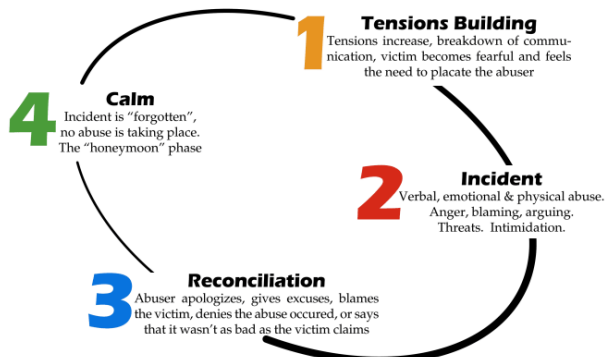 1 Tensions Building
Tensions increase, breakdown of commu-
nication, victim becomes fearful and feels
the need to placate the abuser
2 Incident
Verbal, emotional & physical abuse.
Anger, blaming, arguing.
Threats. Intimidation.
3 Reconciliation
Abuser apologizes, gives excuses, blames
the victim, denies the abuse occured, or says
that it wasn't as bad as the victim claims
4 Calm
Incident is “forgotten”,
no abuse is taking place.
The “honeymoon” phase